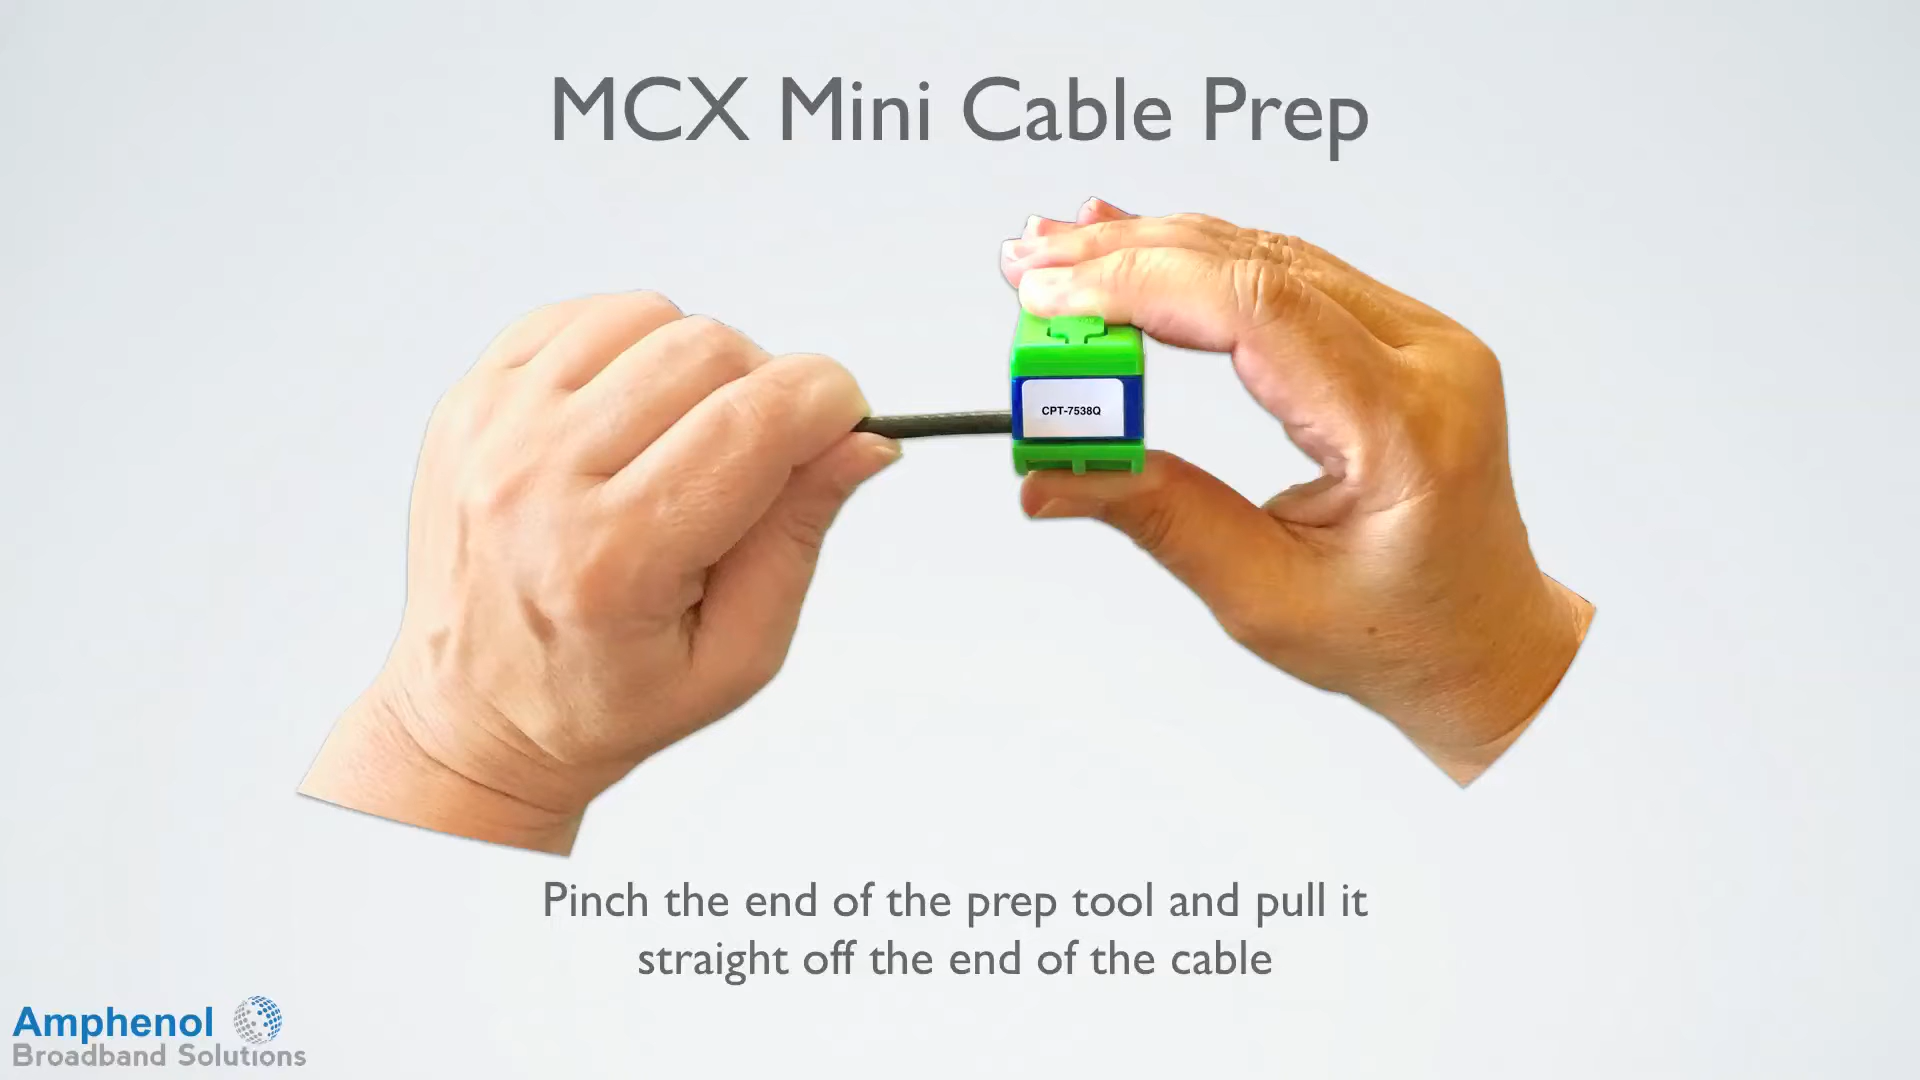 MCX Mini Cable Prep
CPT-7538Q
Pinch the end of the prep tool and pull it
straight off the end of the cable
Amphenol
Broadband Solutions